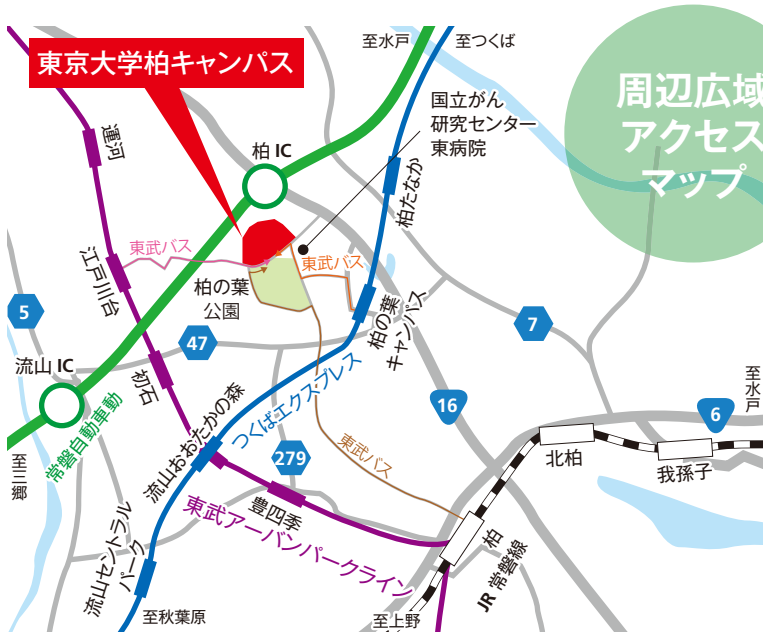 至水戸
至つくば
東京大学柏キャンパス
周辺広域
アクセス
マップ
国立がん
研究センター
東病院
運河
柏 IC
柏たなか
東武バス
江戸川台
東武バス
柏の葉
公園
5
柏の葉
キャンパス
7
47
流山 IC
初石
つくばエクスプレス
至水戸
16
6
常磐自動車動
流山おおたかの森
東武バス
279
北柏
我孫子
至三郷
豊四季
東武アーバンパークライン
流山セントラル
パーク
柏
JR 常磐線
至秋葉原
至上野